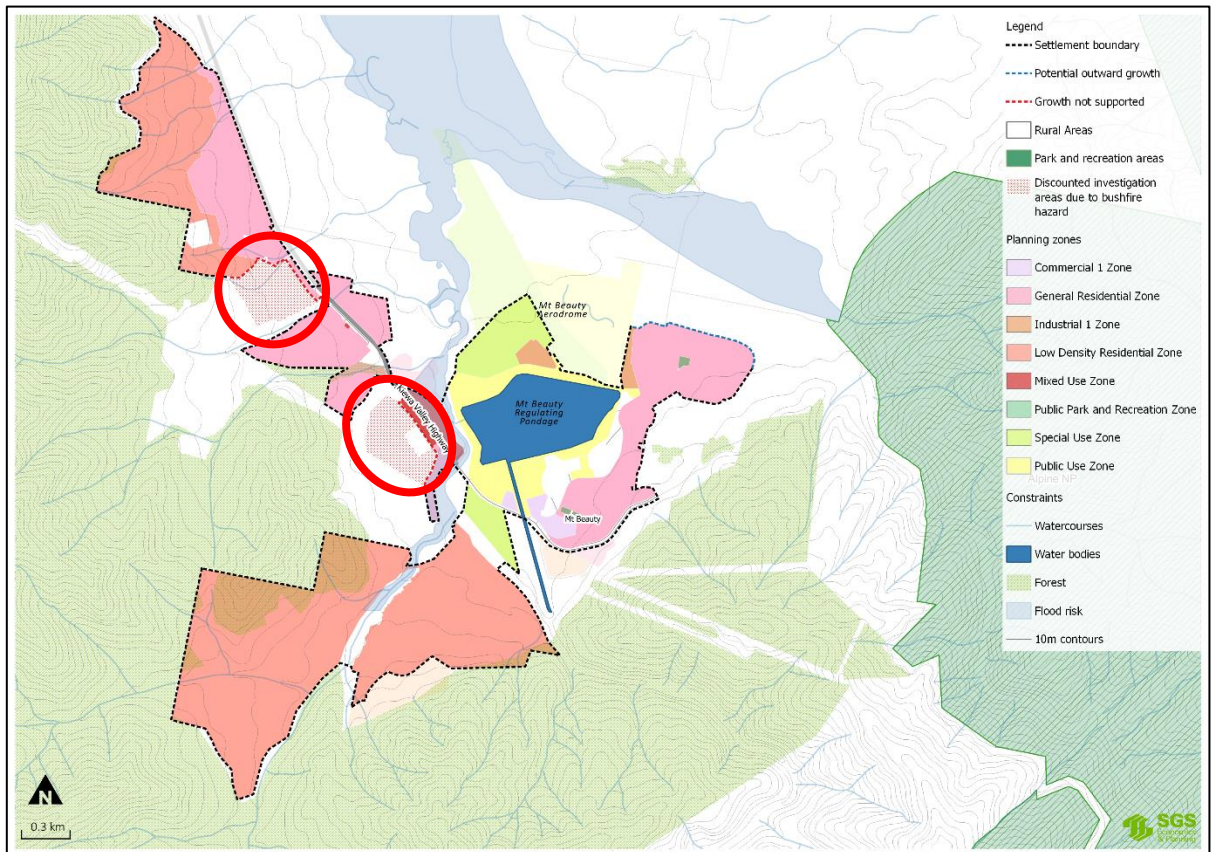 Legend
Settlement boundary
Potential outward growth
Growth not supported
Rural Areas
Park and recreation areas
Discounted investigation
areas due to bushfire
hazard
Planning zones
Commercial 1 Zone
General Residential Zone
Industrial 1 Zone
Low Density Residential Zone
Mixed Use Zone
Public Park and Recreation Zone
Special Use Zone
Public Use Zone
Alpine NP
Constraints
Watercourses
Water bodies
Forest
Flood risk
10m contours
Mt Beauty
Aerodrome
Mt Beauty
Regulating
Pondage
Kiewa Valley Highway
Mt Beauty
N
0.3 km
SGS
Economics
& Planning